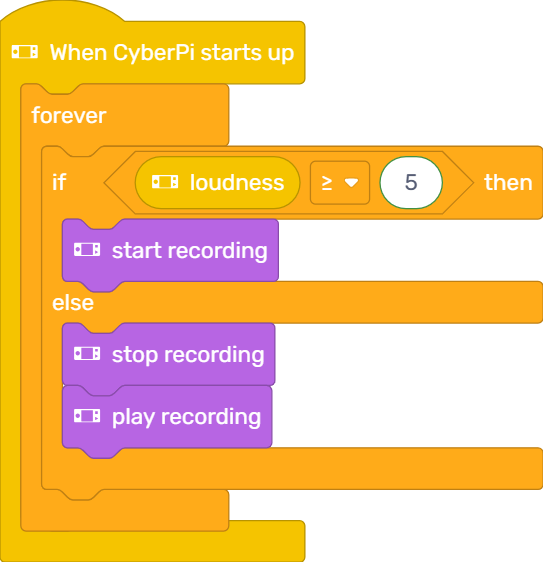 When CyberPi starts up
forever
if loudness ≥ 5 then
start recording
else
stop recording
play recording